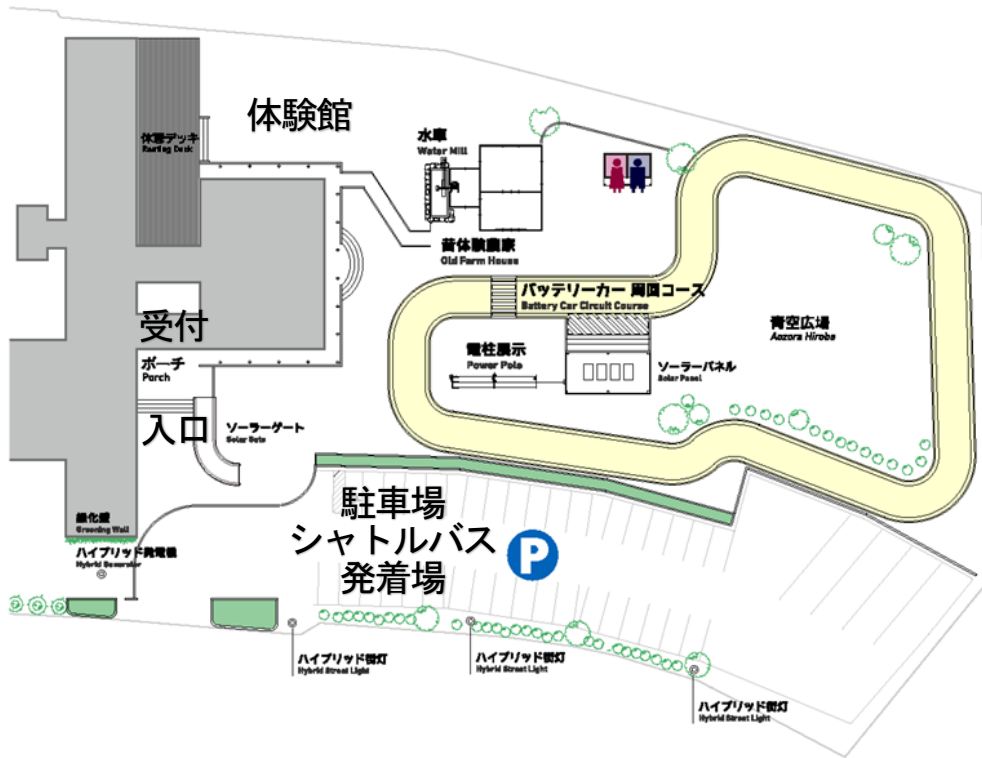 体験館
休憩デッキ
Resting Deck
水車
Water Mill
昔体験農家
Old Farm House
バッテリーカー 周回コース
Battery Car Circuit Course
受付
ポーチ
Porch
電柱展示
Power Pole
ソーラーパネル
Solar Panel
青空広場
Aozora Hiroba
入口
ソーラーゲート
Solar Gate
駐車場
シャトルバス
発着場
P
緑化壁
Greening Wall
ハイブリッド発電機
Hybrid Generator
ハイブリッド街灯
Hybrid Street Light
ハイブリッド街灯
Hybrid Street Light
ハイブリッド街灯
Hybrid Street Light